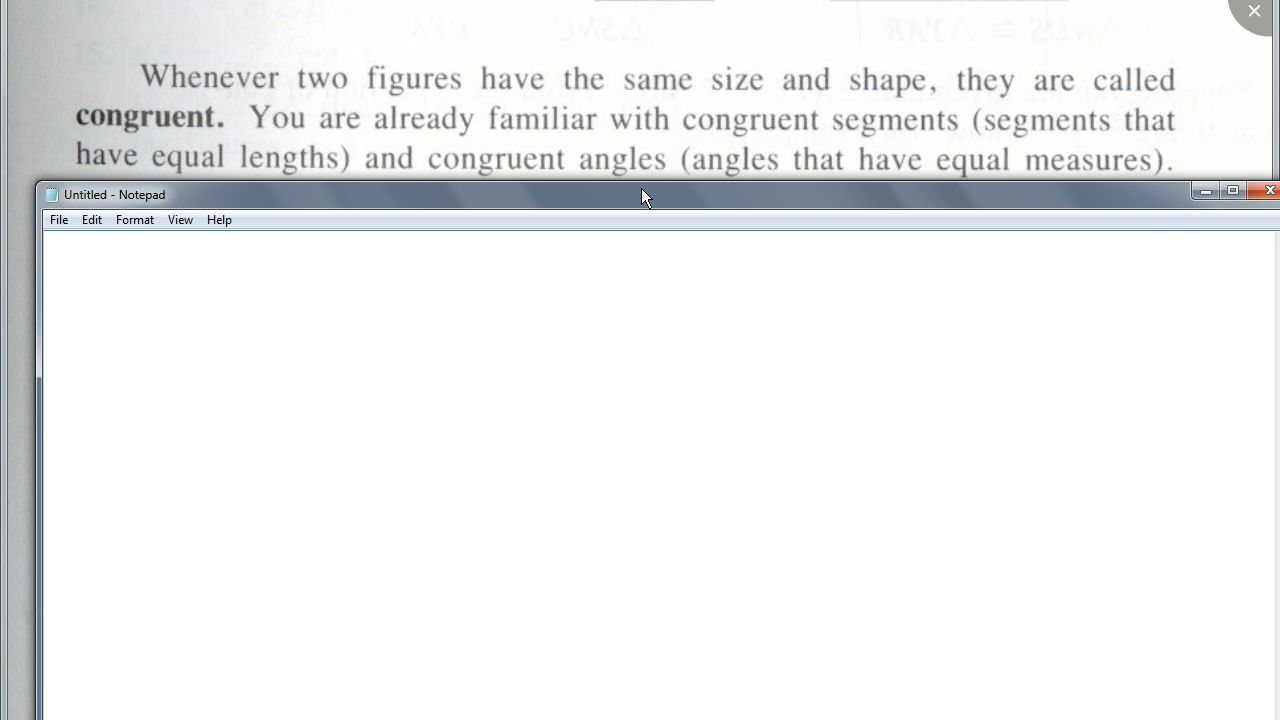 Whenever two figures have the same size and shape, they are called
congruent. You are already familiar with congruent segments (segments that
have equal lengths) and congruent angles (angles that have equal measures).
Untitled - Notepad
File Edit Format View Help